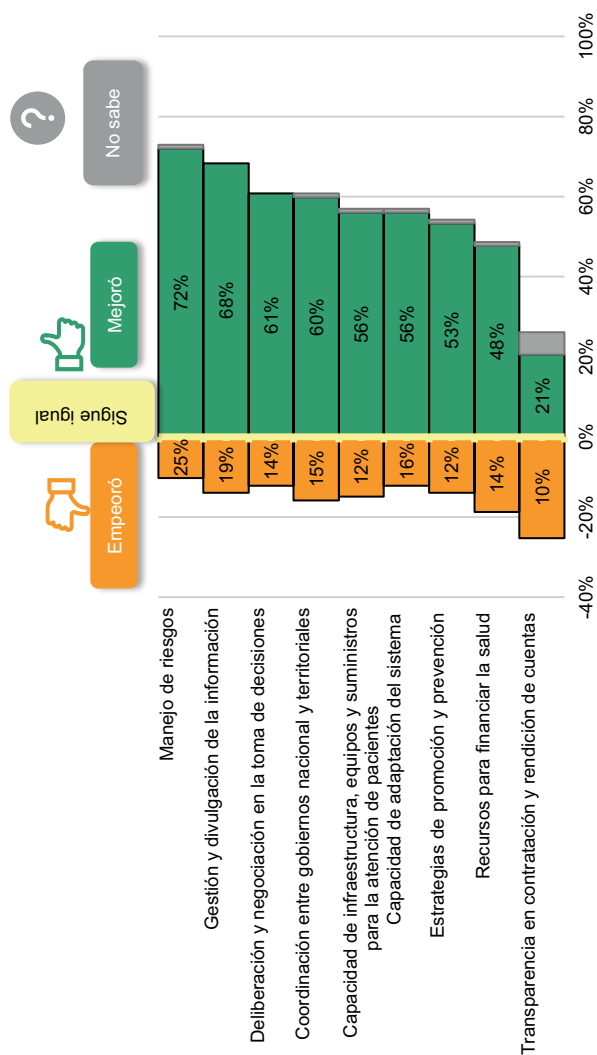 Empeoró
Sigue igual
Mejoró
No sabe
?
Manejo de riesgos
25%
72%
Gestión y divulgación de la información
19%
68%
Deliberación y negociación en la toma de decisiones
14%
61%
Coordinación entre gobiernos nacional y territoriales
15%
60%
Capacidad de infraestructura, equipos y suministros
para la atención de pacientes
12%
56%
Capacidad de adaptación del sistema
16%
56%
Estrategias de promoción y prevención
12%
53%
Recursos para financiar la salud
14%
48%
Transparencia en contratación y rendición de cuentas
10%
21%
-40%
-20%
0%
20%
40%
60%
80%
100%